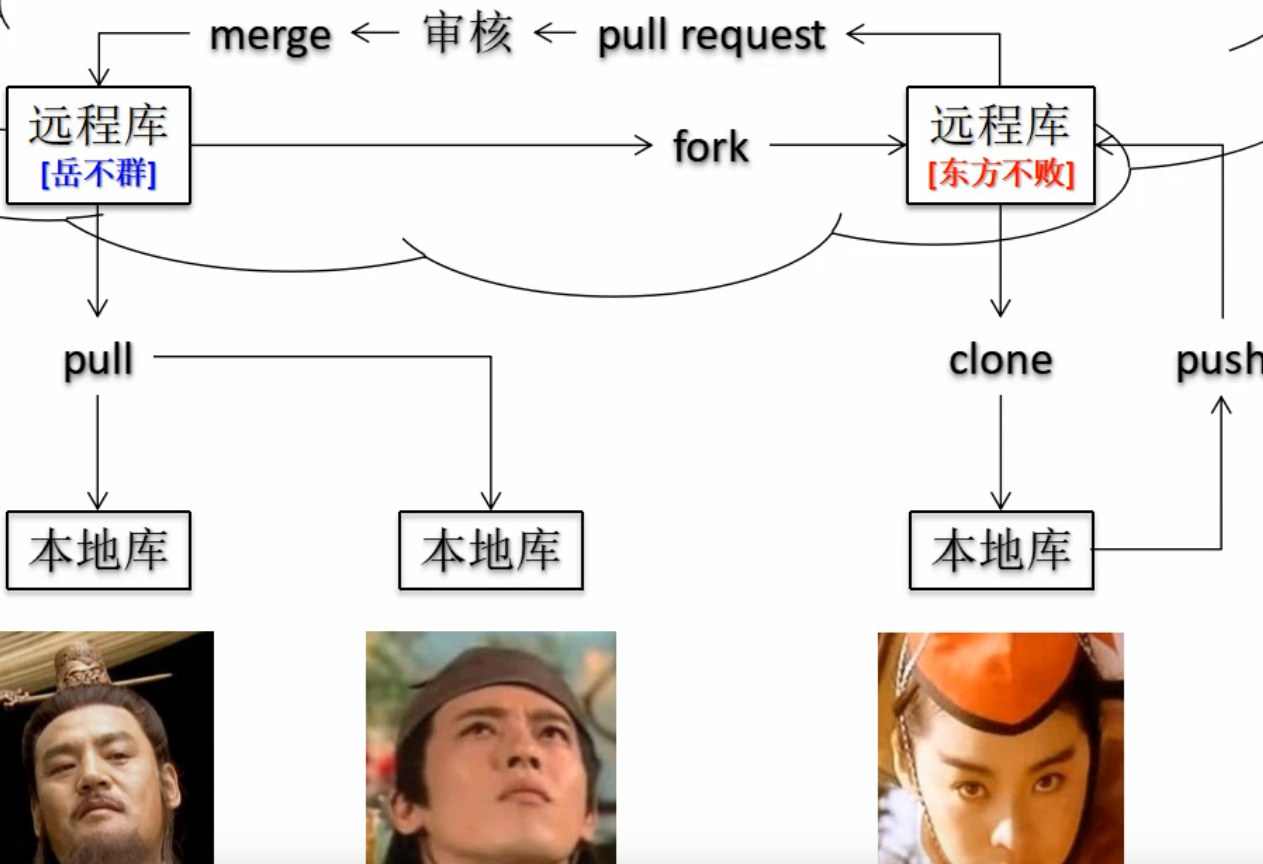 merge
审核
pull request
远程库
[岳不群]
fork
远程库
[东方不败]
pull
clone
push
本地库
本地库
本地库